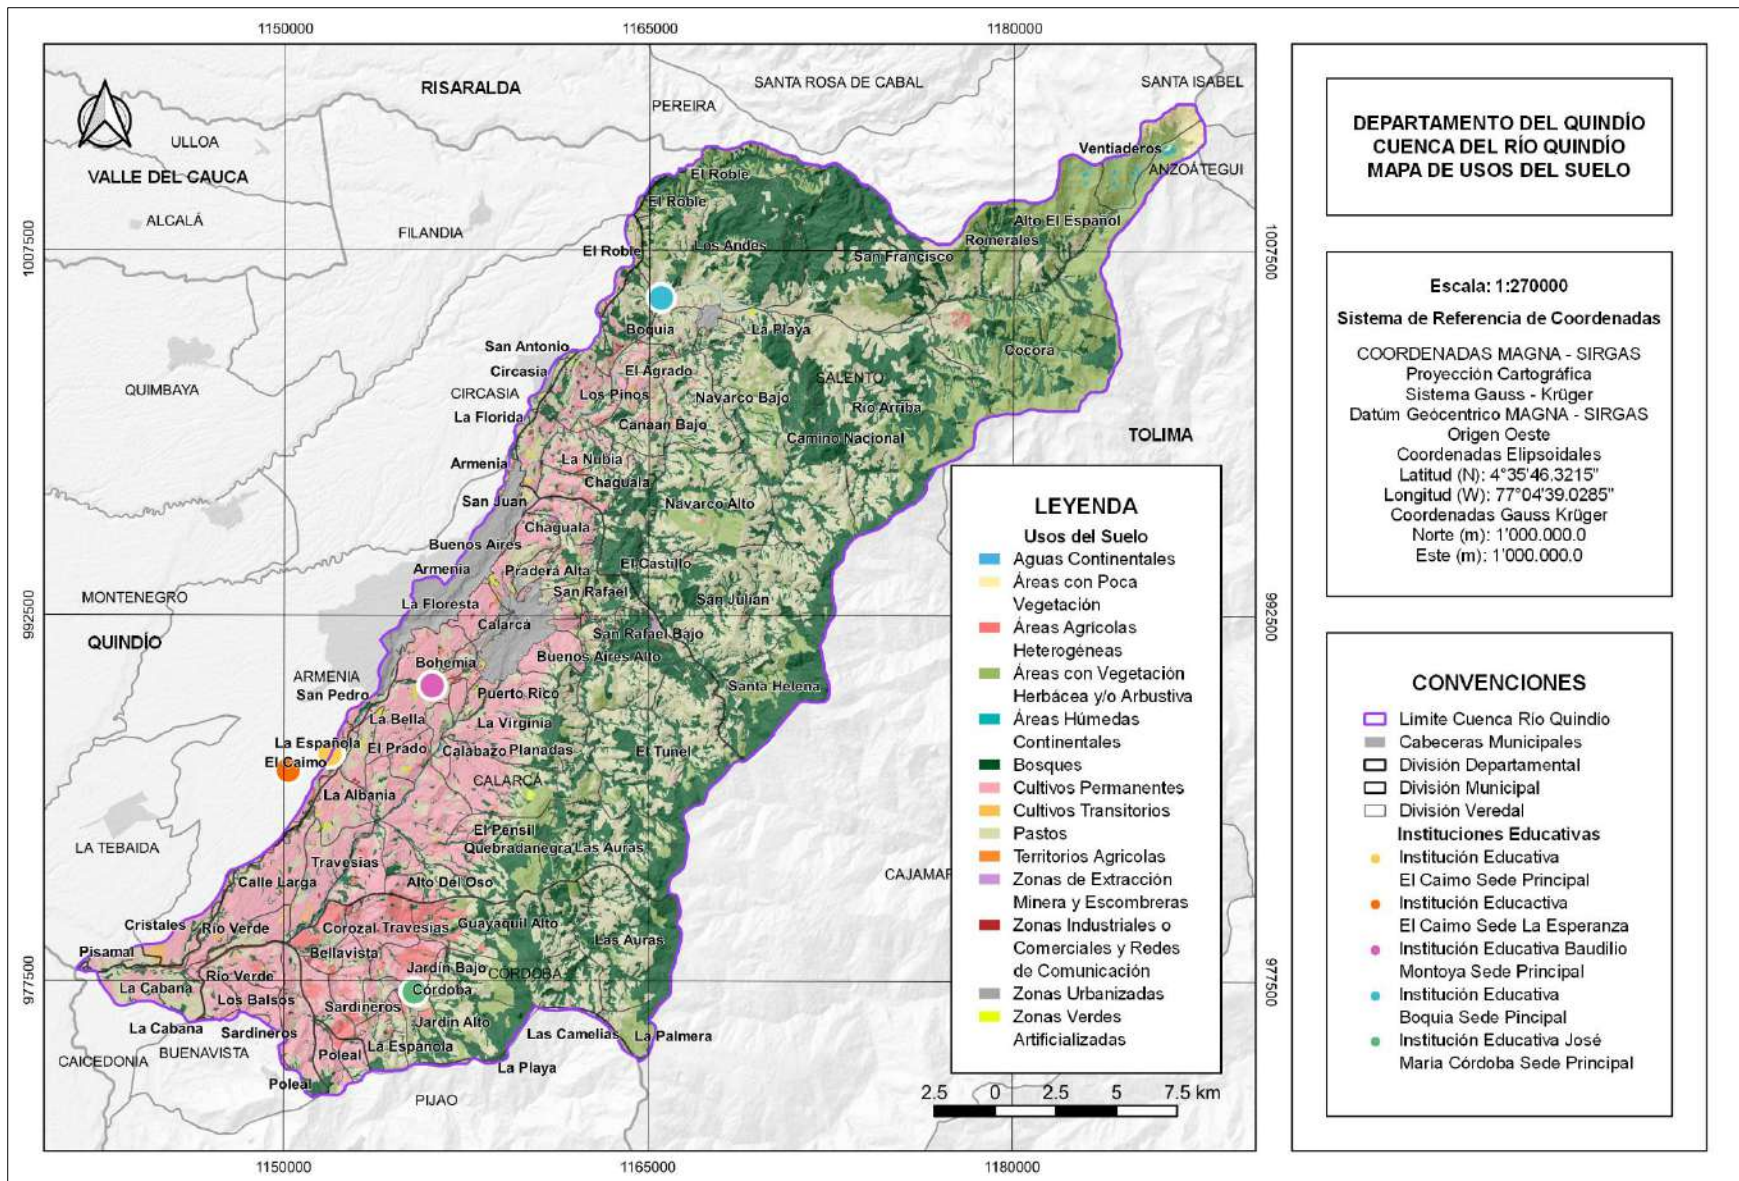 1150000
1165000
1180000
RISARALDA
SANTA ROSA DE CABAL
SANTA ISABEL
PEREIRA
ULLOA
VALLE DEL CAUCA
ALCALÁ
FILANDIA
Ventiaderos
ANZOÁTEGUI
El Roble
El Roble
El Roble
Los Andes
San Francisco
Alto El Español
Romerales
1007500
1007500
Boquia
La Playa
Cocora
San Antonio
Circasia
CIRCASIA
QUIMBAYA
El Agrado
SALENTO
Los Pinos
Navarco Bajo
Río Arriba
La Florida
Canaan Bajo
Camino Nacional
TOLIMA
Armenia
La Nubia
Chaguala
San Juan
Navarco Alto
Chaguala
Buenos Aires
Armenia
Praderá Alta
El Castillo
San Rafael
San Julian
MONTENEGRO
La Floresta
992500
992500
Calarcá
San Rafael Bajo
QUINDÍO
Bohemia
Buenos Aires Alto
ARMENIA
San Pedro
Puerto Rico
Santa Helena
La Bella
La Virginia
La Española
El Prado
Calabazo
Planadas
El Tunel
El Caimo
CALARCÁ
La Albania
El Pensil
LA TEBAIDA
Quebradanegra
Las Auras
Travesias
Calle Larga
Alto Del Oso
CAJAMAR
Cristales
Río Verde
Corozal
Travesias
Guayaquil Alto
Las Auras
Pisamal
Bellavista
Jardín Bajo
CÓRDOBA
Río Verde
La Cabana
Los Balsos
Sardineros
Córdoba
977500
977500
La Cabana
Sardineros
Jardín Alto
Las Camelias
La Palmera
CAICEDONIA
BUENAVISTA
Poleal
La Española
La Playa
Poleal
PIJAO
LEYENDA
Usos del Suelo
Aguas Continentales
Áreas con Poca
Vegetación
Áreas Agrícolas
Heterogéneas
Áreas con Vegetación
Herbácea y/o Arbustiva
Áreas Húmedas
Continentales
Bosques
Cultivos Permanentes
Cultivos Transitorios
Pastos
Territorios Agricolas
Zonas de Extracción
Minera y Escombreras
Zonas Industriales o
Comerciales y Redes
de Comunicación
Zonas Urbanizadas
Zonas Verdes
Artificializadas
2.5 0 2.5 5 7.5 km
1150000
1165000
1180000
DEPARTAMENTO DEL QUINDÍO
CUENCA DEL RÍO QUINDÍO
MAPA DE USOS DEL SUELO
Escala: 1:270000
Sistema de Referencia de Coordenadas
COORDENADAS MAGNA - SIRGAS
Proyección Cartográfica
Sistema Gauss - Krüger
Datúm Geócentrico MAGNA - SIRGAS
Origen Oeste
Coordenadas Elipsoidales
Latitud (N): 4°35'46.3215"
Longitud (W): 77°04'39.0285"
Coordenadas Gauss Krüger
Norte (m): 1'000.000.0
Este (m): 1'000.000.0
CONVENCIONES
Limite Cuenca Río Quindío
Cabeceras Municipales
División Departamental
División Municipal
División Veredal
Instituciones Educativas
Institución Educativa
El Caimo Sede Principal
Institución Educactiva
El Caimo Sede La Esperanza
Institución Educativa Baudilio
Montoya Sede Principal
Institución Educativa
Boquia Sede Pincipal
Institución Educativa José
Maria Córdoba Sede Principal